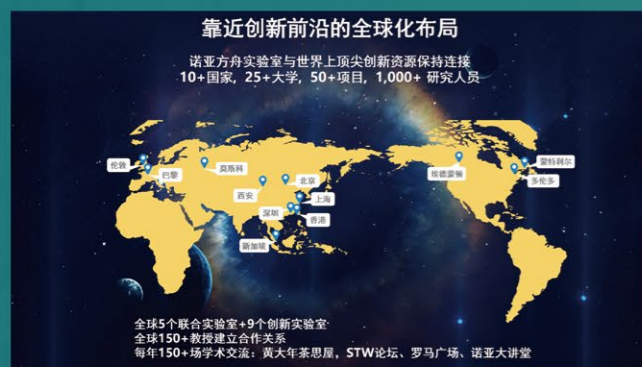 靠近创新前沿的全球化布局
诺亚方舟实验室与世界上顶尖创新资源保持连接
10+国家, 25+大学, 50+项目, 1,000+ 研究人员
伦敦
巴黎
莫斯科
西安
北京
上海
深圳
香港
新加坡
埃德蒙顿
蒙特利尔
多伦多
全球5个联合实验室+9个创新实验室
全球150+教授建立合作关系
每年150+场学术交流: 黄大年茶思屋, STW论坛、罗马广场、诺亚大讲堂